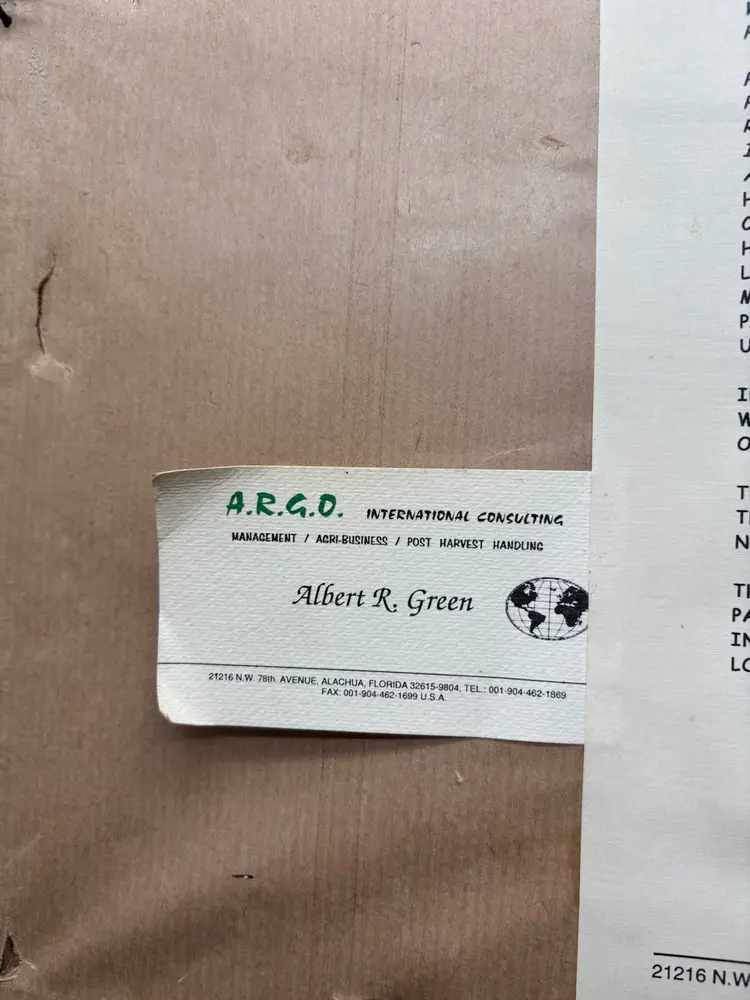 A.R.G.O. INTERNATIONAL CONSULTING
MANAGEMENT / AGRI-BUSINESS / POST HARVEST HANDLING
Albert R. Green
21216 N.W. 78th. AVENUE, ALACHUA, FLORIDA 32615-9804, TEL.: 001-904-462-1869
FAX: 001-904-462-1699 U.S.A.
21216 N.W